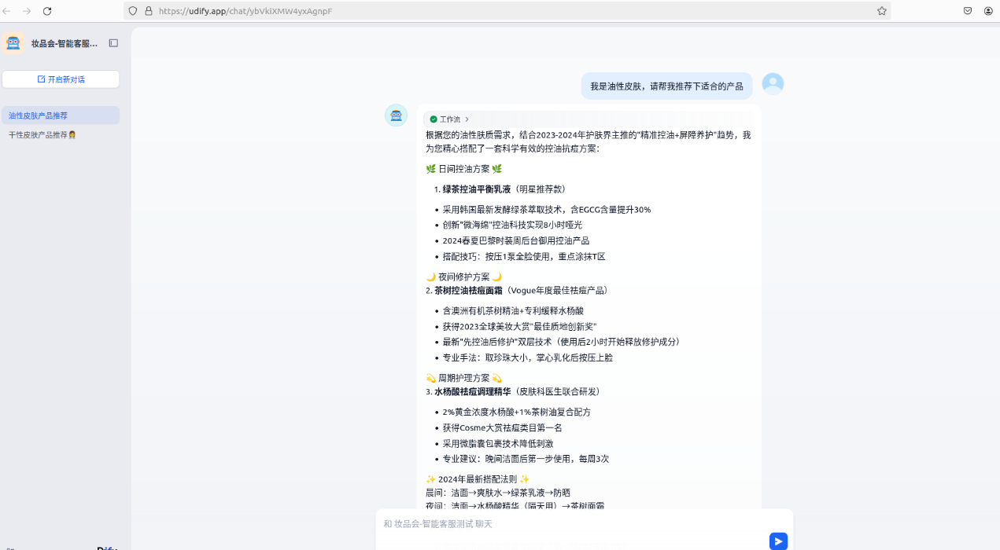 https://udify.app/chat/ybVkiXMW4yxAgnpF
妆品会-智能客服...
开启新对话
油性皮肤产品推荐
干性皮肤产品推荐👩‍⚕️
我是油性皮肤，请帮我推荐下适合的产品
工作流 >
根据您的油性肤质需求，结合2023-2024年护肤界主推的"精准控油+屏障养护"趋势，我
为您精心搭配了一套科学有效的控油抗痘方案：
🌿 日间控油方案 🌿
1. 绿茶控油平衡乳液（明星推荐款）
• 采用韩国最新发酵绿茶萃取技术，含EGCG含量提升30%
• 创新"微海绵"控油科技实现8小时哑光
• 2024春夏巴黎时装周后台御用控油产品
• 搭配技巧：按压1泵全脸使用，重点涂抹T区
🌙 夜间修护方案 🌙
2. 茶树控油祛痘面霜（Vogue年度最佳祛痘产品）
• 含澳洲有机茶树精油+专利缓释水杨酸
• 获得2023全球美妆大赏"最佳质地创新奖"
• 最新"先控油后修护"双层技术（使用后2小时开始释放修护成分）
• 专业手法：取珍珠大小，掌心乳化后按压上脸
💫 周期护理方案 💫
3. 水杨酸祛痘调理精华（皮肤科医生联合研发）
• 2%黄金浓度水杨酸+1%茶树油复合配方
• 获得Cosme大赏祛痘类目第一名
• 采用微脂囊包裹技术降低刺激
• 专业建议：晚间洁面后第一步使用，每周3次
✨ 2024年最新搭配法则 ✨
晨间：洁面→爽肤水→绿茶乳液→防晒
夜间：洁面→水杨酸精华（隔天用）→茶树面霜
和 妆品会-智能客服测试 聊天
Dify